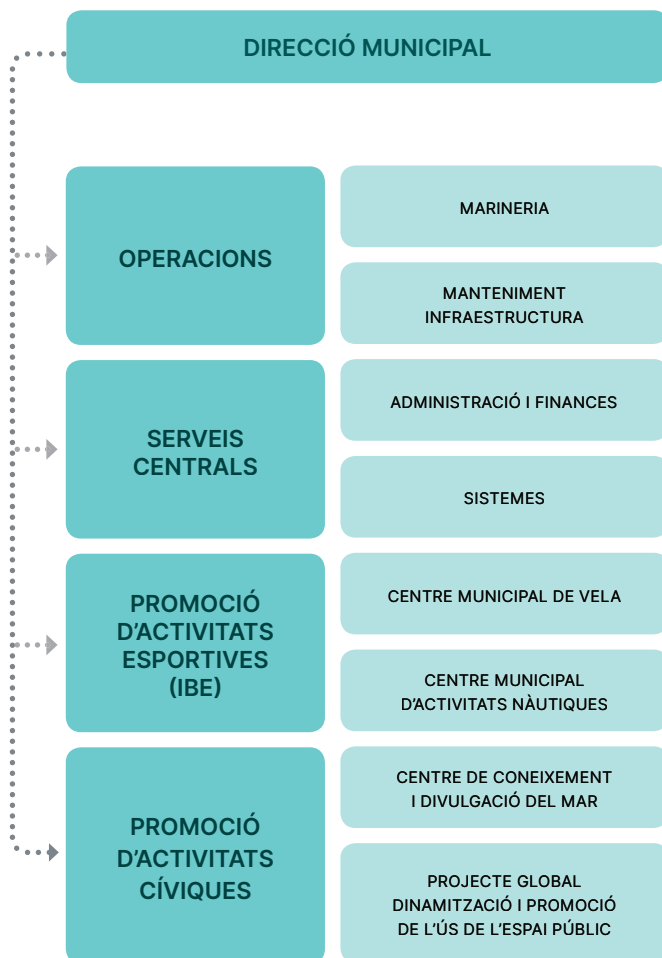 DIRECCIÓ MUNICIPAL
OPERACIONS
MARINERIA
MANTENIMENT
INFRAESTRUCTURA
SERVEIS
CENTRALS
ADMINISTRACIÓ I FINANCES
SISTEMES
PROMOCIÓ
D’ACTIVITATS
ESPORTIVES
(IBE)
CENTRE MUNICIPAL DE VELA
CENTRE MUNICIPAL
D’ACTIVITATS NÀUTIQUES
PROMOCIÓ
D’ACTIVITATS
CÍVIQUES
CENTRE DE CONEIXEMENT
I DIVULGACIÓ DEL MAR
PROJECTE GLOBAL
DINAMITZACIÓ I PROMOCIÓ
DE L’ÚS DE L’ESPAI PÚBLIC